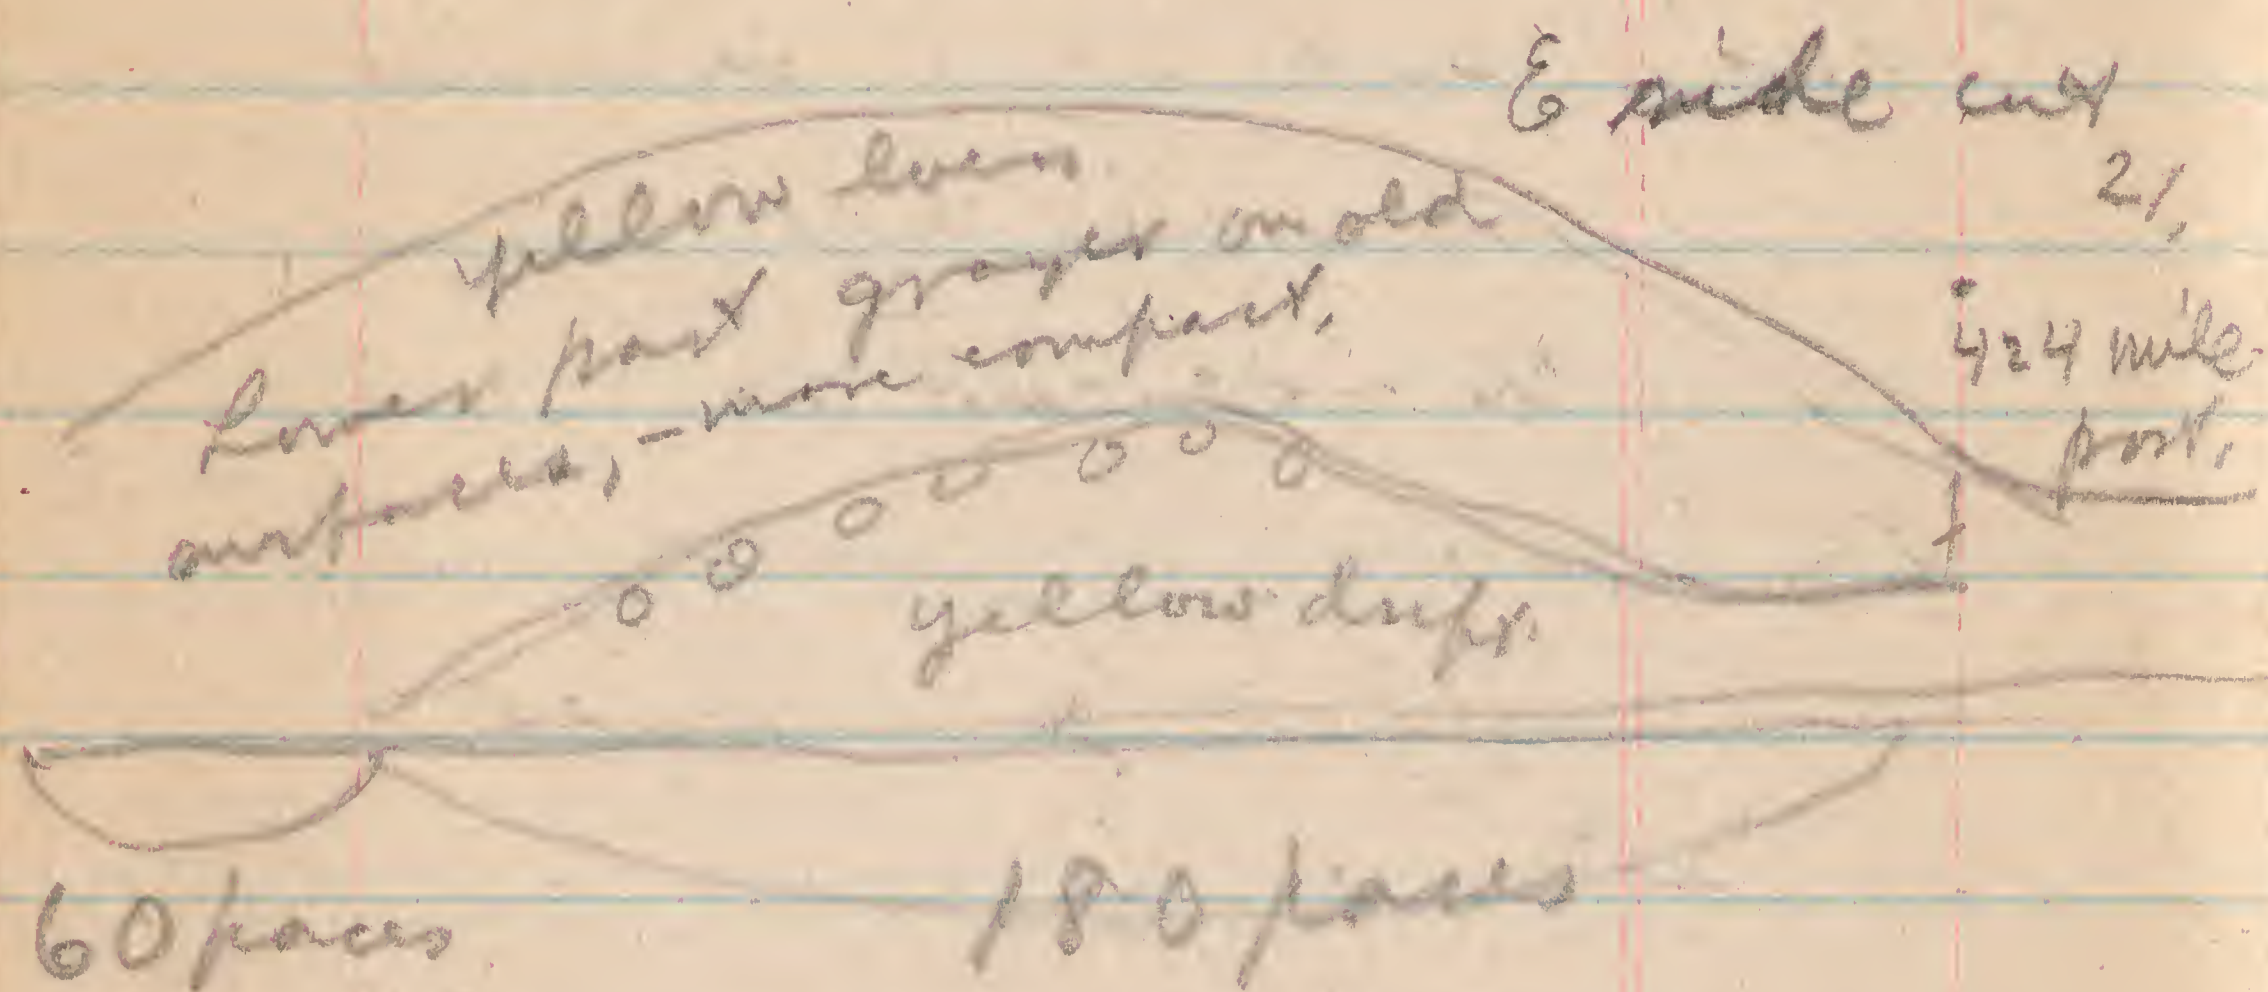 E side cut
21.
yellow loess
Lower part grayer on old
surfaces, - more compact.
424 mile
post.
yellow drift.
60 paces
180 paces